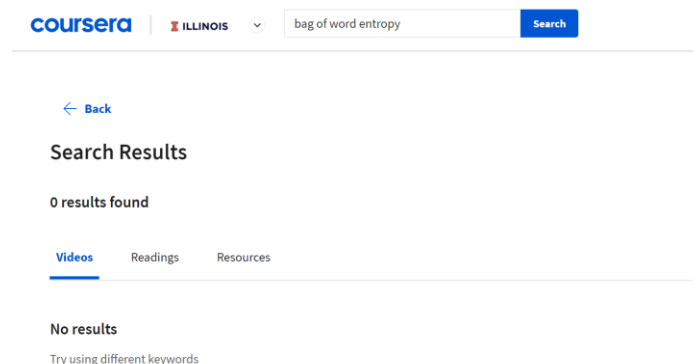 coursera ILLINOIS bag of word entropy Search
Back
Search Results
0 results found
Videos Readings Resources
No results
Try using different keywords